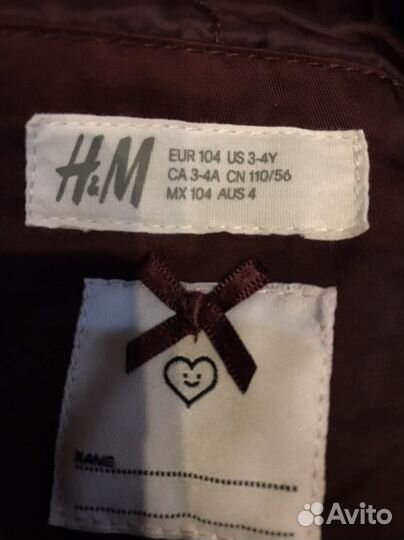 H&M
EUR 104 US 3-4Y
CA 3-4A CN 110/56
MX 104 AUS 4
NAME
Avito